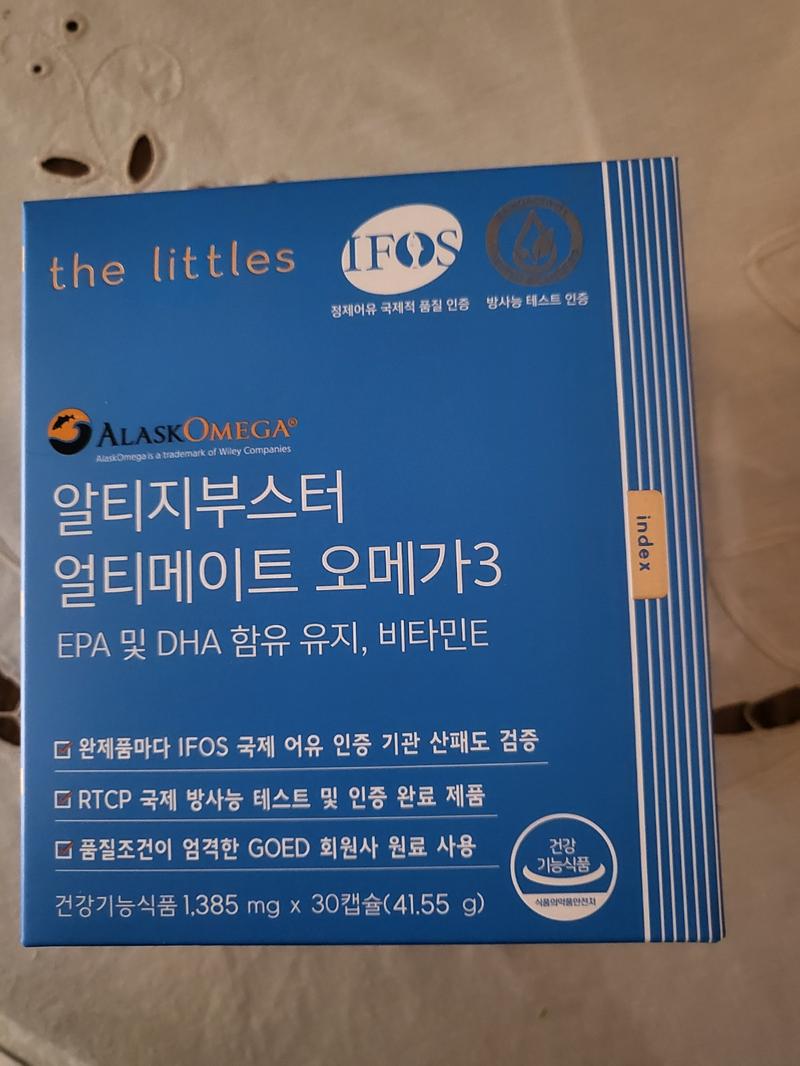 the littles
IFOS
정제어유 국제적 품질 인증
방사능 테스트 인증
ALASKOMEGA®
AlaskOmega is a trademark of Wiley Companies
알티지부스터
얼티메이트 오메가3
EPA 및 DHA 함유 유지, 비타민E
index
완제품마다 IFOS 국제 어유 인증 기관 산패도 검증
RTCP 국제 방사능 테스트 및 인증 완료 제품
품질조건이 엄격한 GOED 회원사 원료 사용
건강기능식품 1,385 mg x 30캡슐(41.55 g)
건강
기능식품
식품의약품안전처